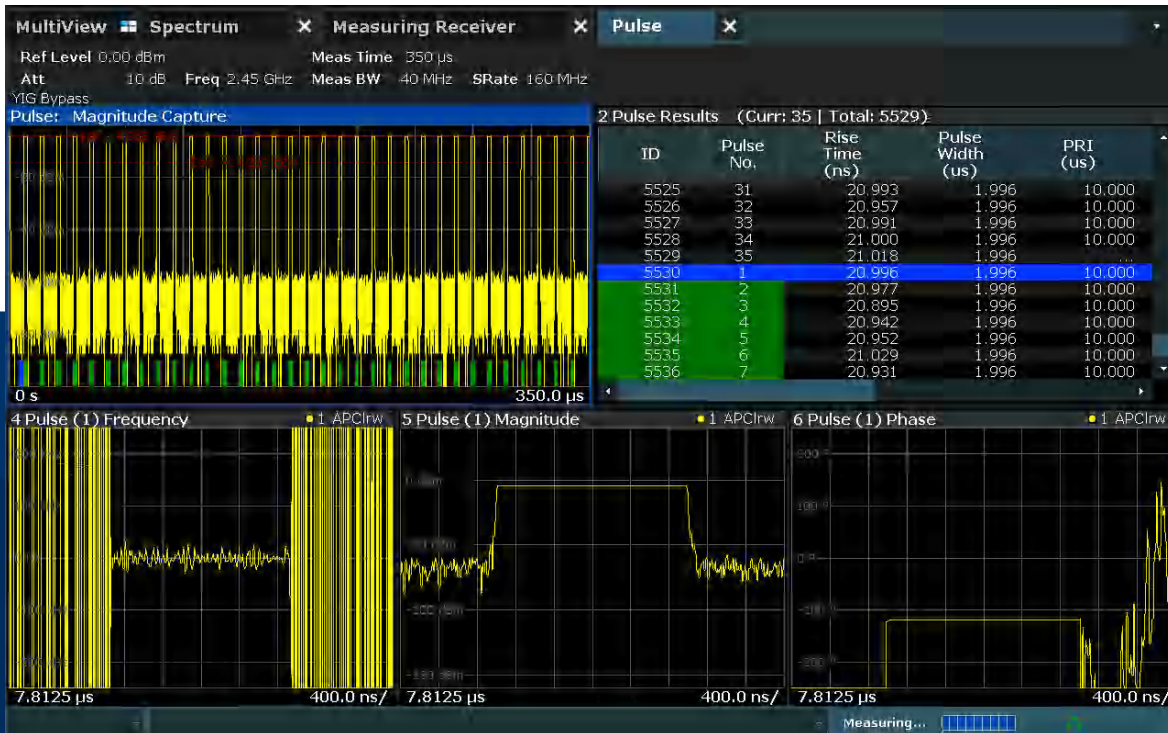 MultiView Spectrum × Measuring Receiver × Pulse ×
Ref Level 0.00 dBm Meas Time 350 µs
Att 10 dB Freq 2.45 GHz Meas BW 40 MHz SRate 160 MHz
YIG Bypass
Pulse: Magnitude Capture
0 s 350.0 µs
2 Pulse Results (Curr: 35 | Total: 5529)
ID Pulse No. Rise Time (ns) Pulse Width (us) PRI (us)
5525 31 20.993 1.996 10.000
5526 32 20.957 1.996 10.000
5527 33 20.991 1.996 10.000
5528 34 21.000 1.996 10.000
5529 35 21.018 1.996 ...
5530 1 20.996 1.996 10.000
5531 2 20.977 1.996 10.000
5532 3 20.895 1.996 10.000
5533 4 20.942 1.996 10.000
5534 5 20.952 1.996 10.000
5535 6 21.029 1.996 10.000
5536 7 20.931 1.996 10.000
4 Pulse (1) Frequency 1 APClrw
7.8125 µs 400.0 ns/
5 Pulse (1) Magnitude 1 APClrw
7.8125 µs 400.0 ns/
6 Pulse (1) Phase 1 APClrw
7.8125 µs 400.0 ns/
Measuring...